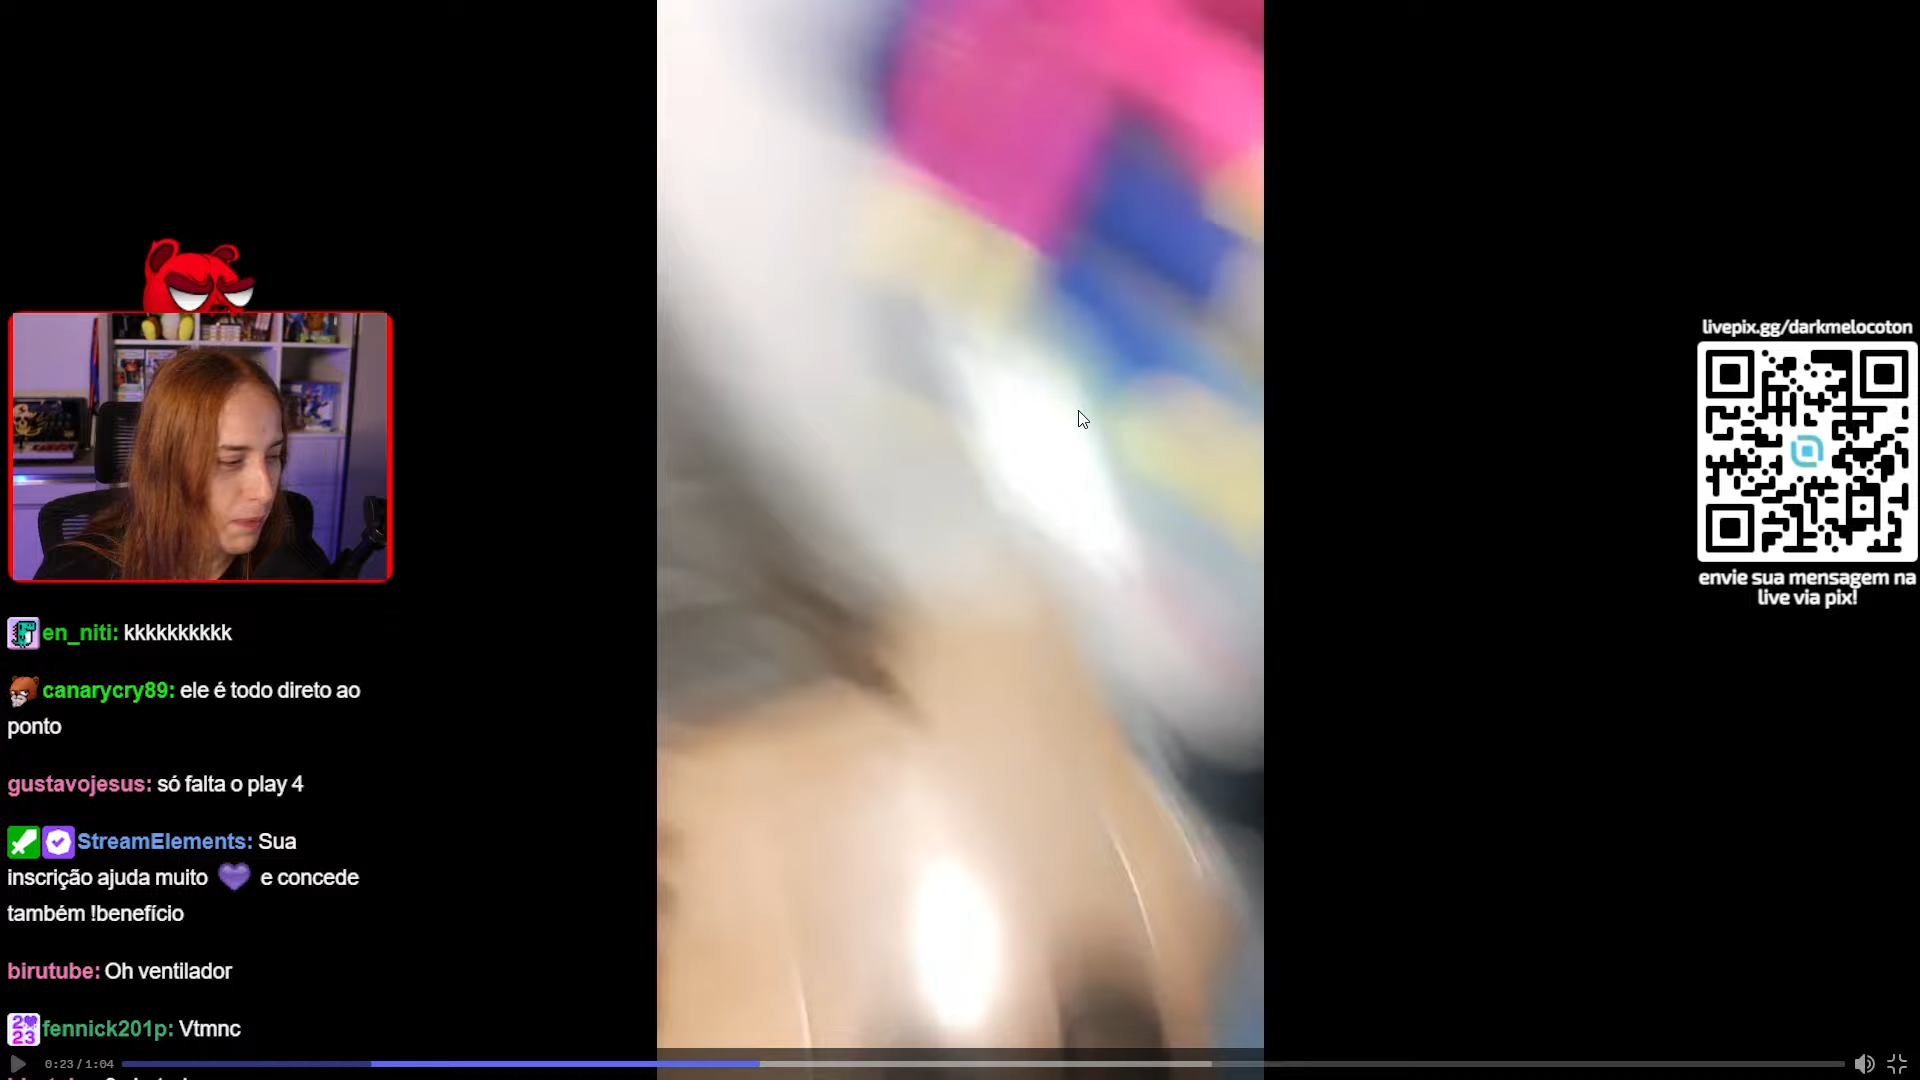 livepix.gg/darkmelocoton
envie sua mensagem na
live via pix!
en_niti: kkkkkkkkkk
canarycry89: ele é todo direto ao
ponto
gustavojesus: só falta o play 4
StreamElements: Sua
inscrição ajuda muito 💜 e concede
também !benefício
birutube: Oh ventilador
2023
fennick201p: Vtmnc
0:23 / 1:04